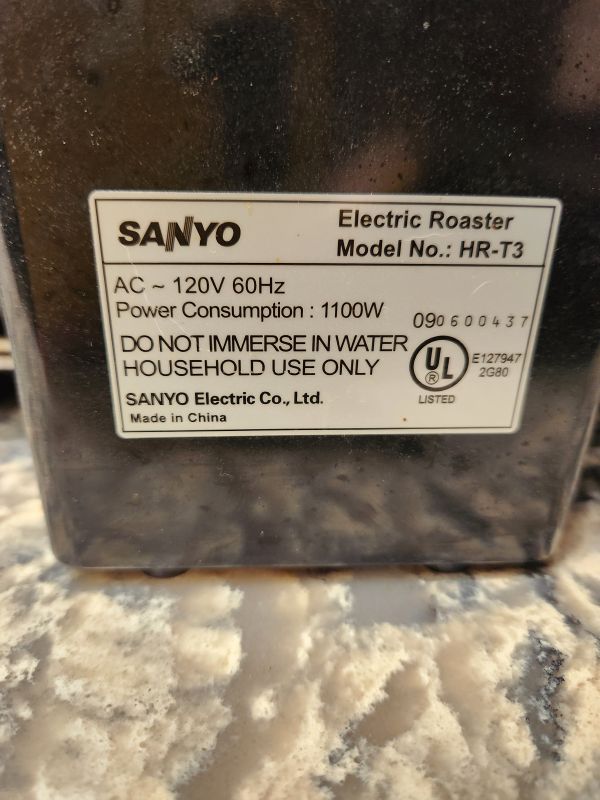 SANYO
Electric Roaster
Model No.: HR-T3
AC ~ 120V 60Hz
Power Consumption : 1100W
090600437
DO NOT IMMERSE IN WATER
HOUSEHOLD USE ONLY
UL
®
LISTED
E127947
2G80
SANYO Electric Co., Ltd.
Made in China